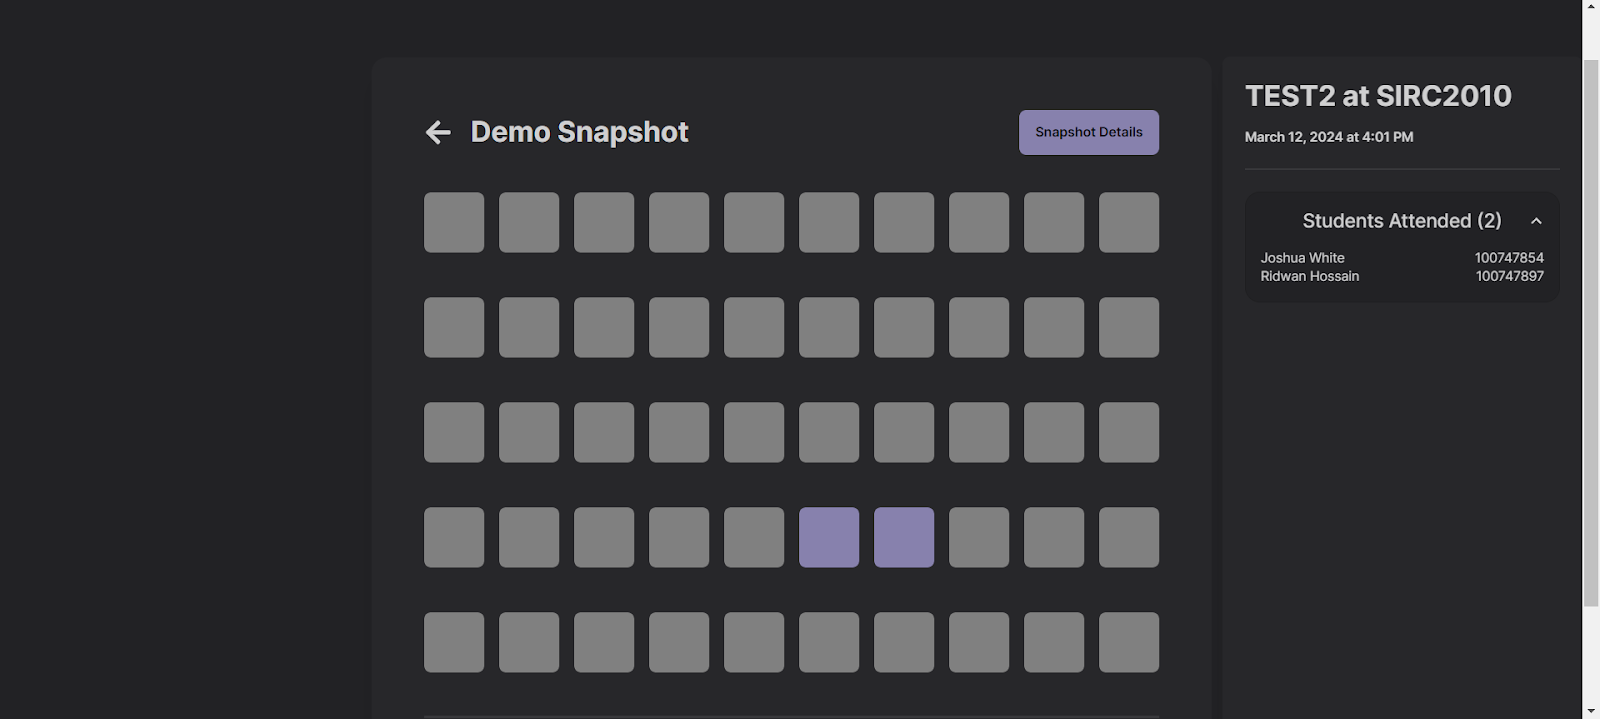 Demo Snapshot
Snapshot Details
TEST2 at SIRC2010
March 12, 2024 at 4:01 PM
Students Attended (2)
Joshua White 100747854
Ridwan Hossain 100747897